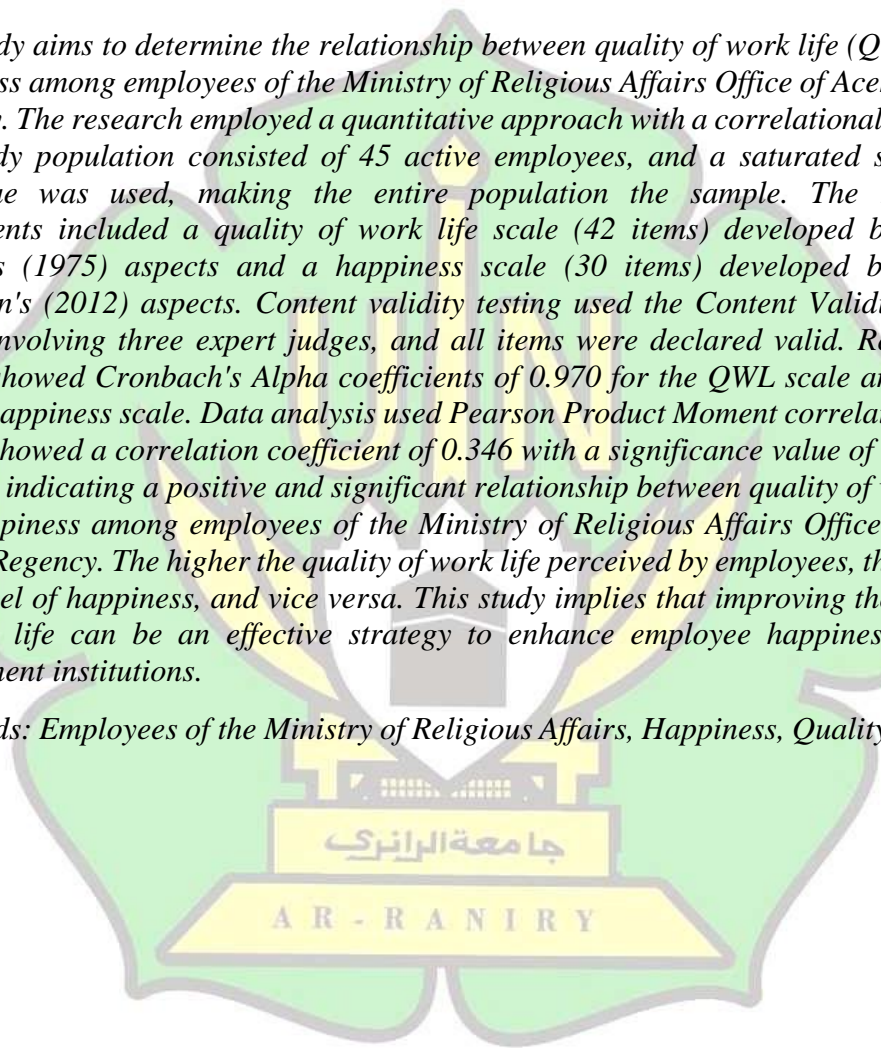 dy aims to determine the relationship between quality of work life (Q
ss among employees of the Ministry of Religious Affairs Office of Ace
. The research employed a quantitative approach with a correlational
dy population consisted of 45 active employees, and a saturated s
ue was used, making the entire population the sample. The
ents included a quality of work life scale (42 items) developed b
s (1975) aspects and a happiness scale (30 items) developed b
n's (2012) aspects. Content validity testing used the Content Validi
nvolving three expert judges, and all items were declared valid. R
howed Cronbach's Alpha coefficients of 0.970 for the QWL scale an
appiness scale. Data analysis used Pearson Product Moment correla
howed a correlation coefficient of 0.346 with a significance value of
indicating a positive and significant relationship between quality of
piness among employees of the Ministry of Religious Affairs Office
Regency. The higher the quality of work life perceived by employees, th
el of happiness, and vice versa. This study implies that improving the
life can be an effective strategy to enhance employee happines
ent institutions.
ds: Employees of the Ministry of Religious Affairs, Happiness, Quality
UIN
جامعة الرانري
AR-RANIRY